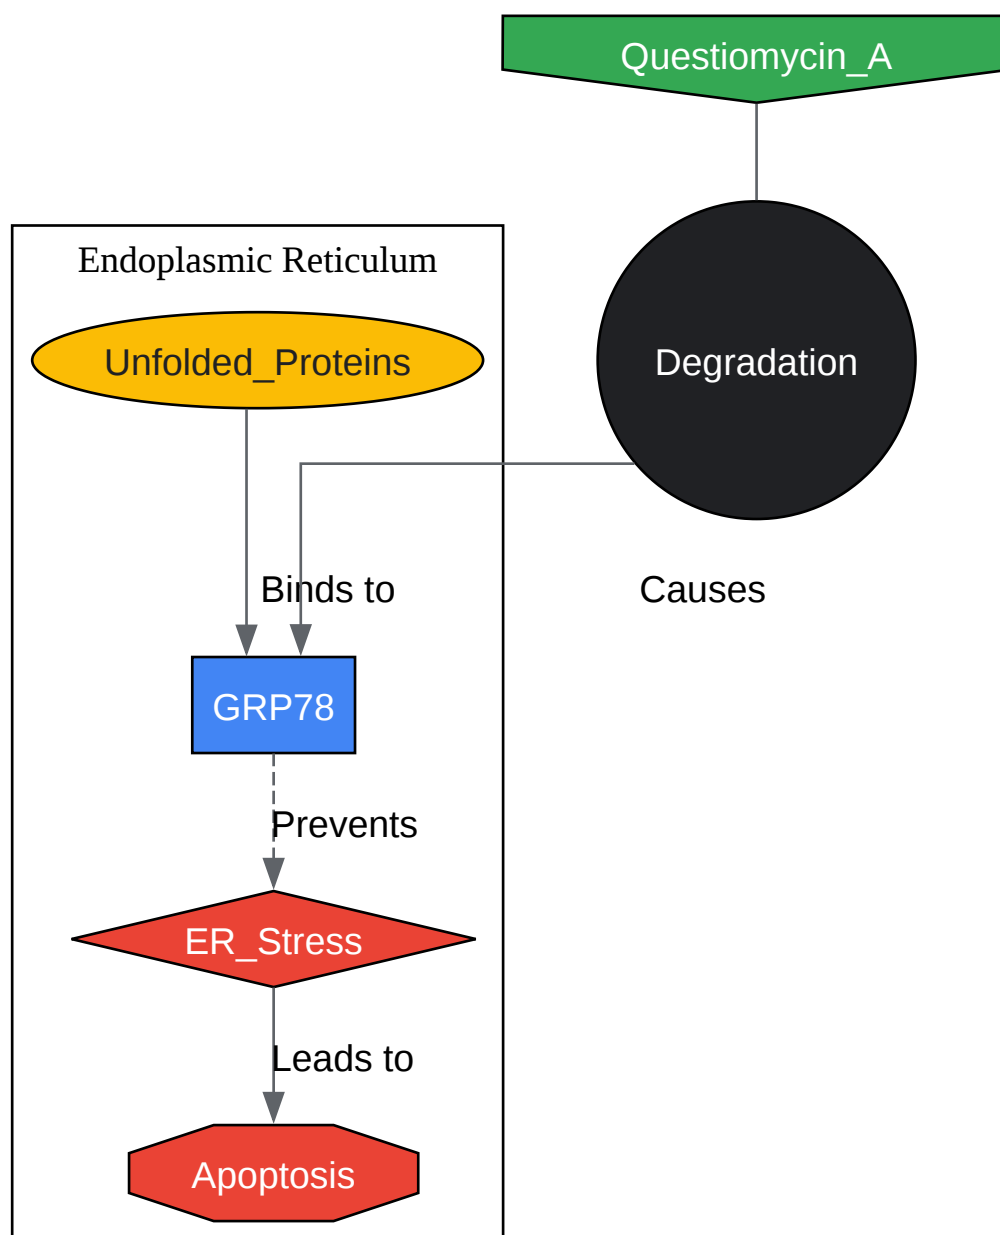 Questiomycin_A
Endoplasmic Reticulum
Unfolded_Proteins
Degradation
Binds to
Causes
GRP78
Prevents
ER_Stress
Leads to
Apoptosis